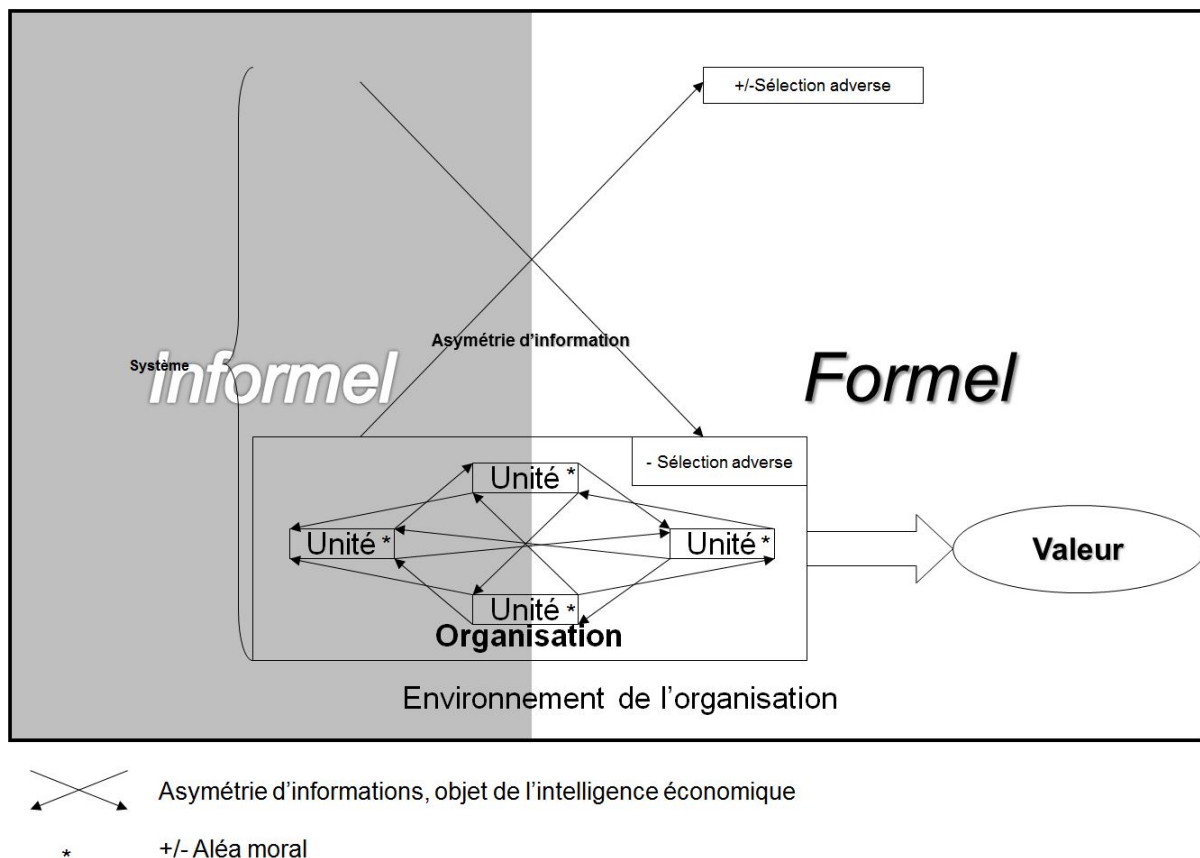 +/-Sélection adverse
Asymétrie d'information
Système
Informel
Formel
- Sélection adverse
Unité *
Unité *
Unité *
Unité *
Organisation
Valeur
Environnement de l'organisation
Asymétrie d'informations, objet de l'intelligence économique
* +/- Aléa moral